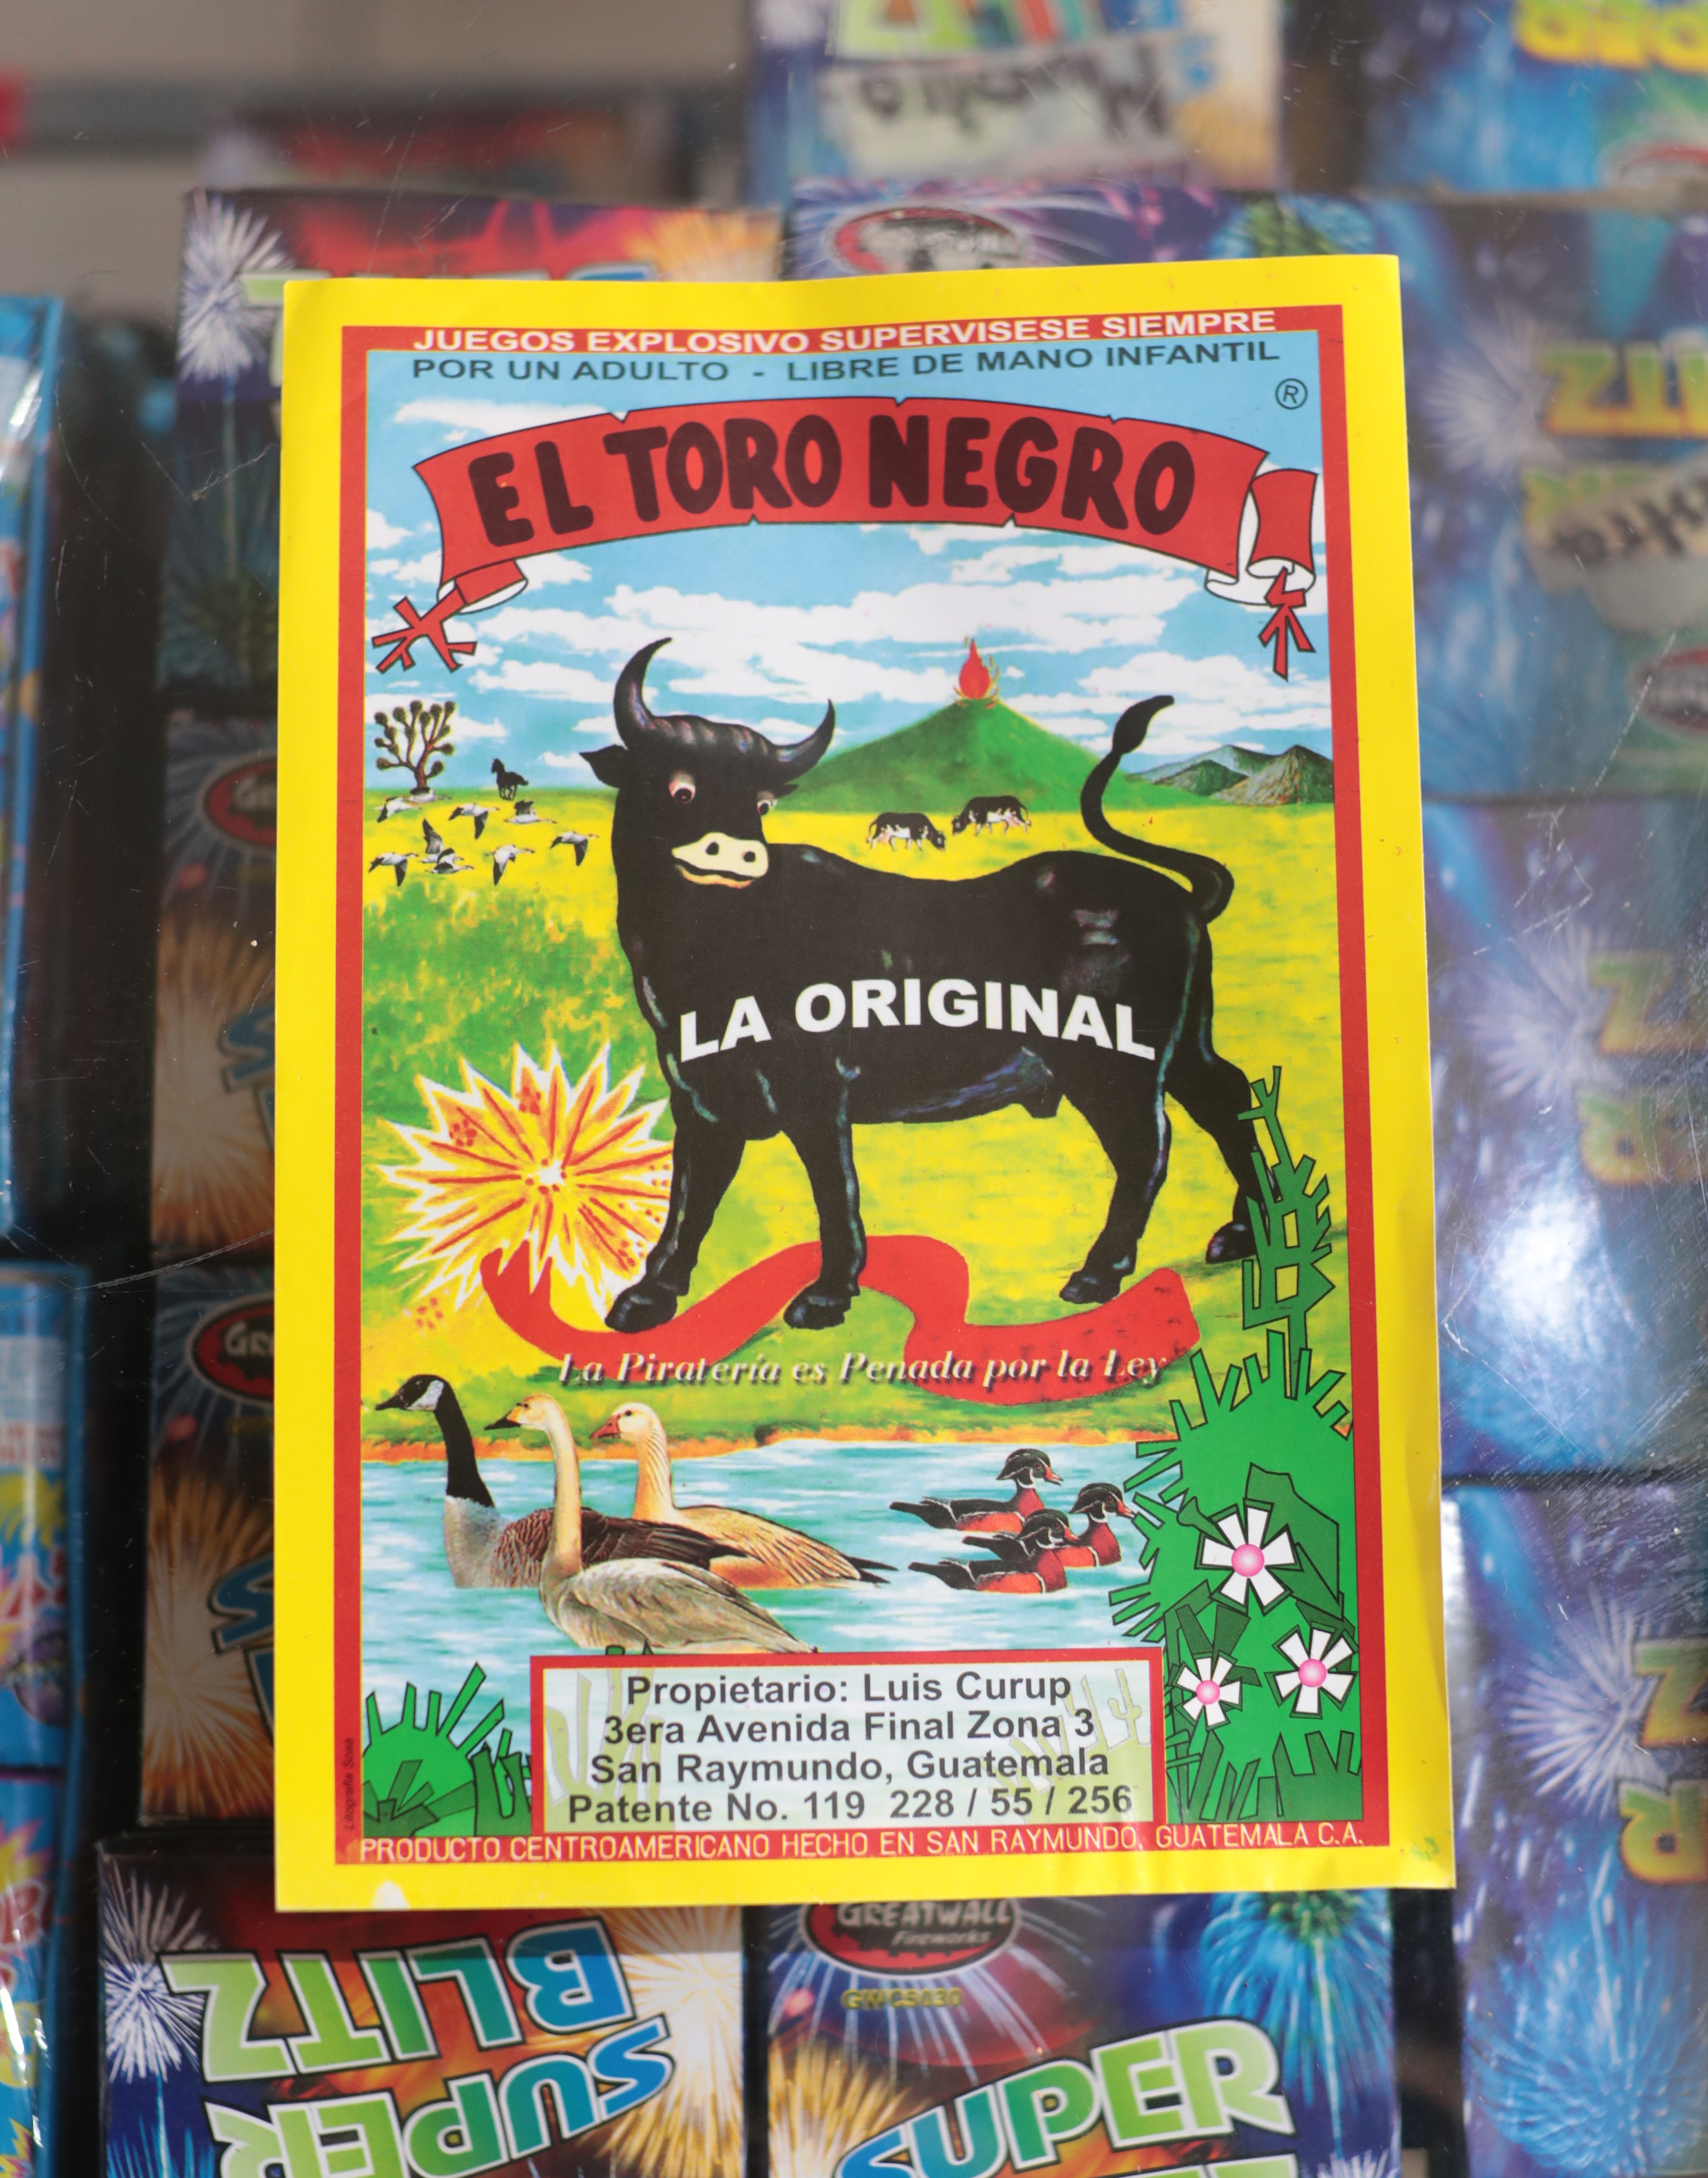 JUEGOS EXPLOSIVO SUPERVISESE SIEMPRE
POR UN ADULTO - LIBRE DE MANO INFANTIL
®
EL TORO NEGRO
LA ORIGINAL
La Piratería es Penada por la Ley
Propietario: Luis Curup
3era Avenida Final Zona 3
San Raymundo, Guatemala
Patente No. 119 228 / 55 / 256
PRODUCTO CENTROAMERICANO HECHO EN SAN RAYMUNDO, GUATEMALA C.A.
GREATWALL
Fireworks
SUPER
BLITZ
SUPER